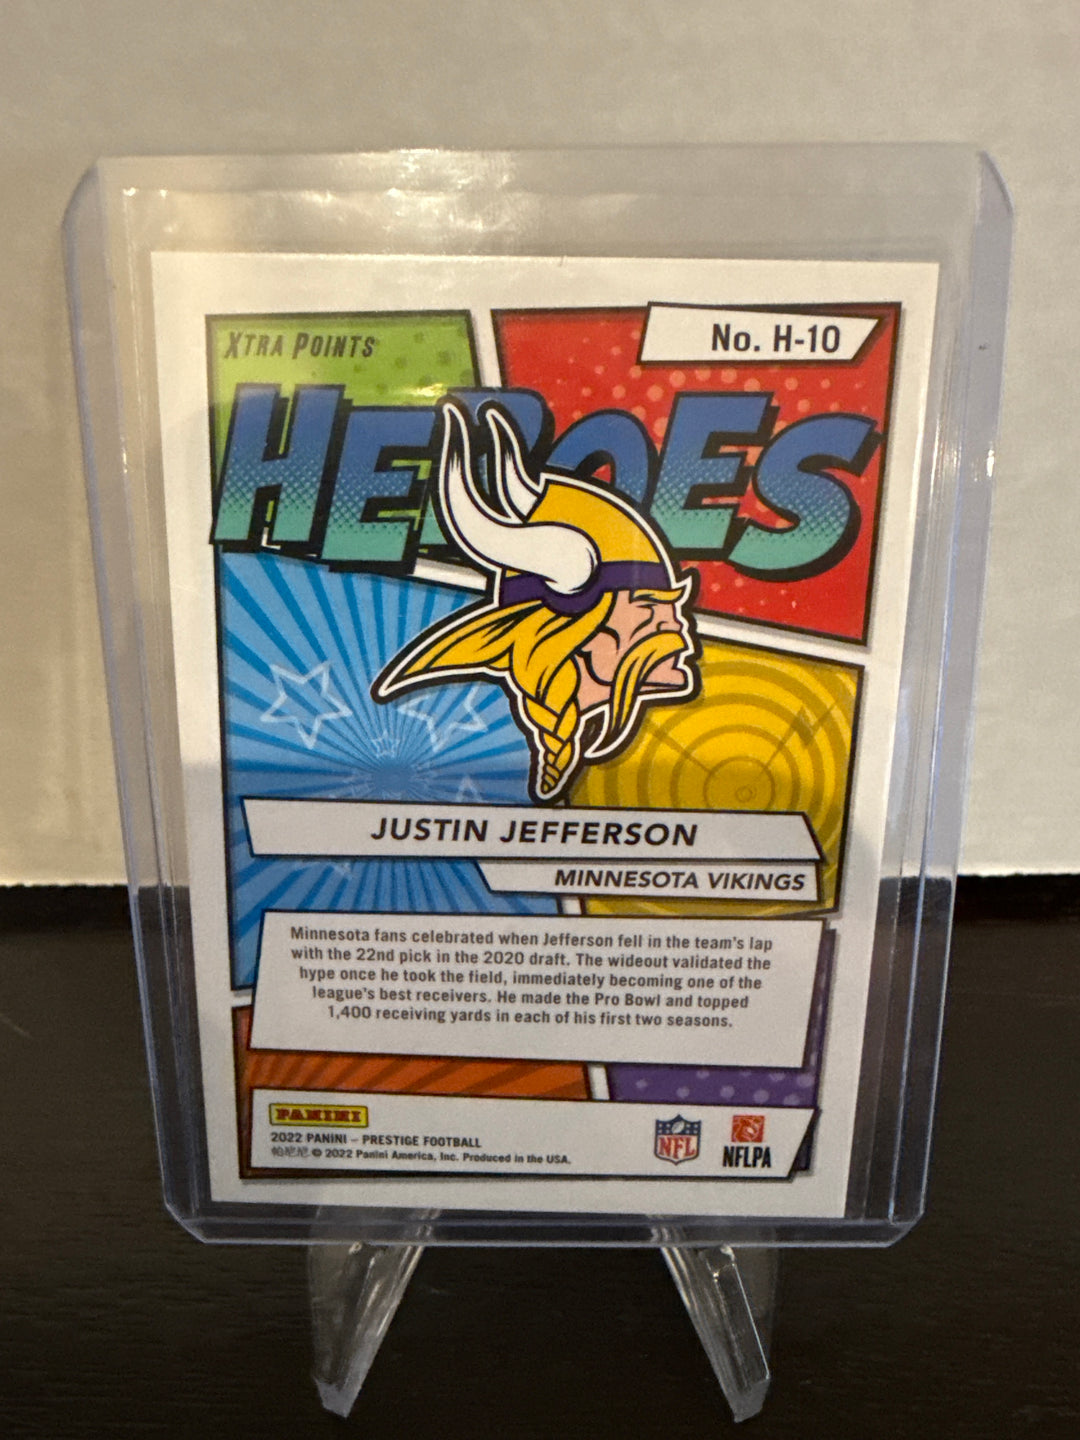 XTRA POINTS
No. H-10
HEROES
JUSTIN JEFFERSON
MINNESOTA VIKINGS
Minnesota fans celebrated when Jefferson fell in the team's lap
with the 22nd pick in the 2020 draft. The wideout validated the
hype once he took the field, immediately becoming one of the
league's best receivers. He made the Pro Bowl and topped
1,400 receiving yards in each of his first two seasons.
PANINI
2022 PANINI – PRESTIGE FOOTBALL
帕尼尼 © 2022 Panini America, Inc. Produced in the USA.
NFL
NFLPA